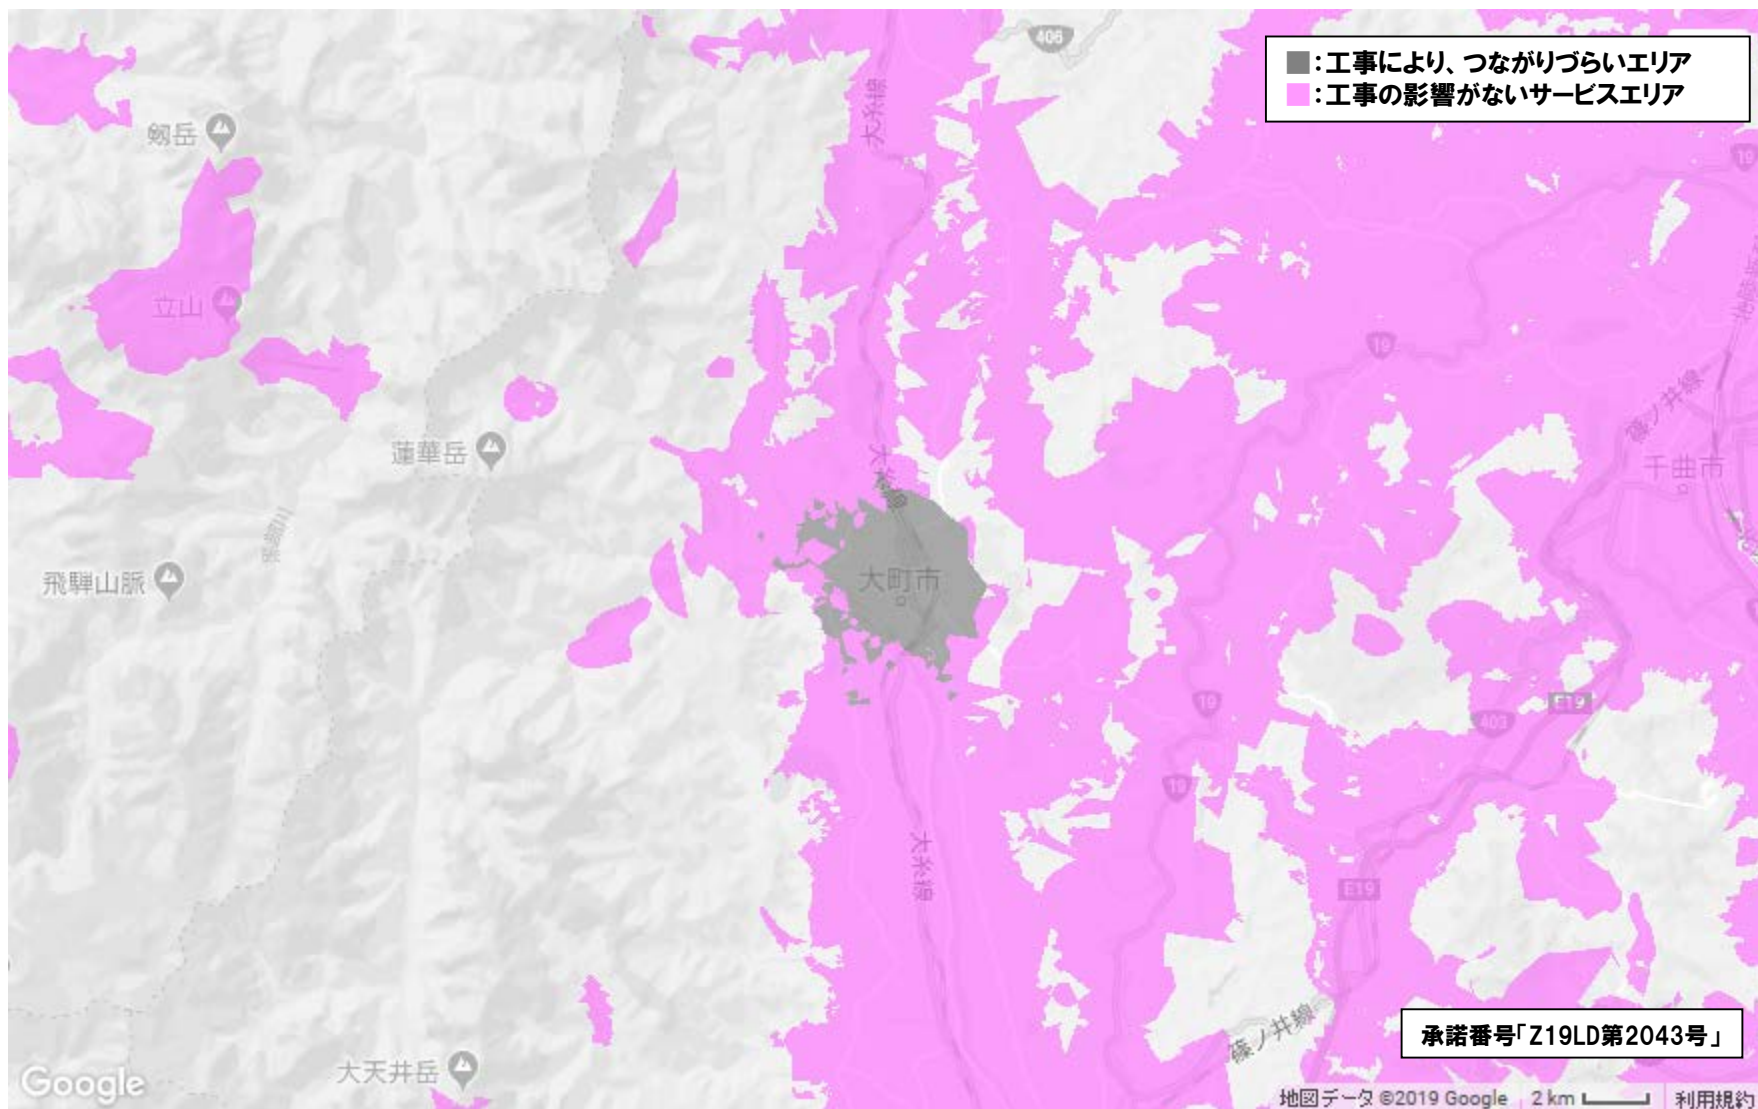 406
■:工事により、つながりづらいエリア
■:工事の影響がないサービスエリア
大糸線
剱岳
19
立山
19
篠ノ井線
蓮華岳
大糸線
千曲市
飛騨山脈
大町市
19
E19
403
19
大糸線
E19
篠ノ井線
承諾番号「Z19LD第2043号」
大天井岳
Google
地図データ ©2019 Google
2 km
利用規約